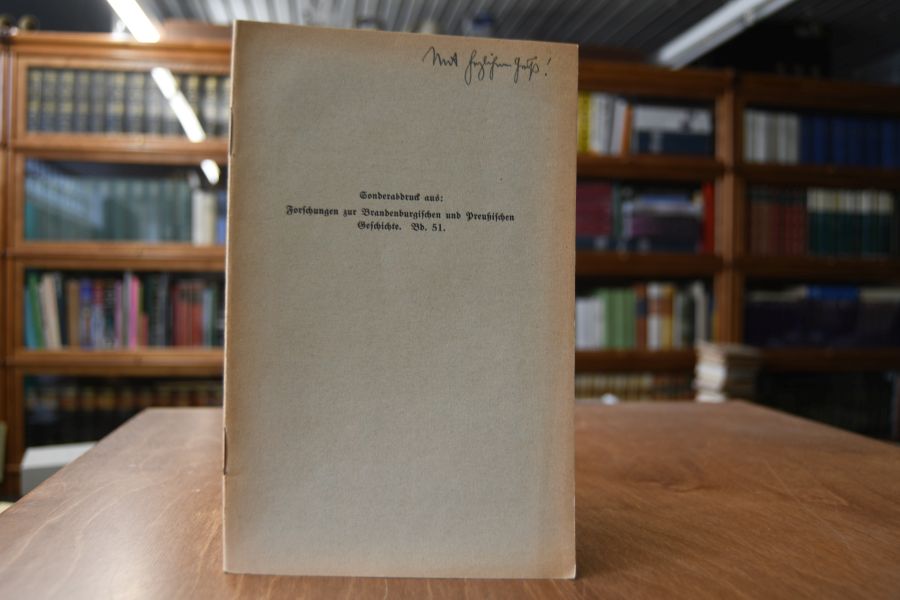 Mit herzlichem Gruß!
Sonderabdruck aus:
Forschungen zur Brandenburgischen und Preußischen
Geschichte. Bd. 51.